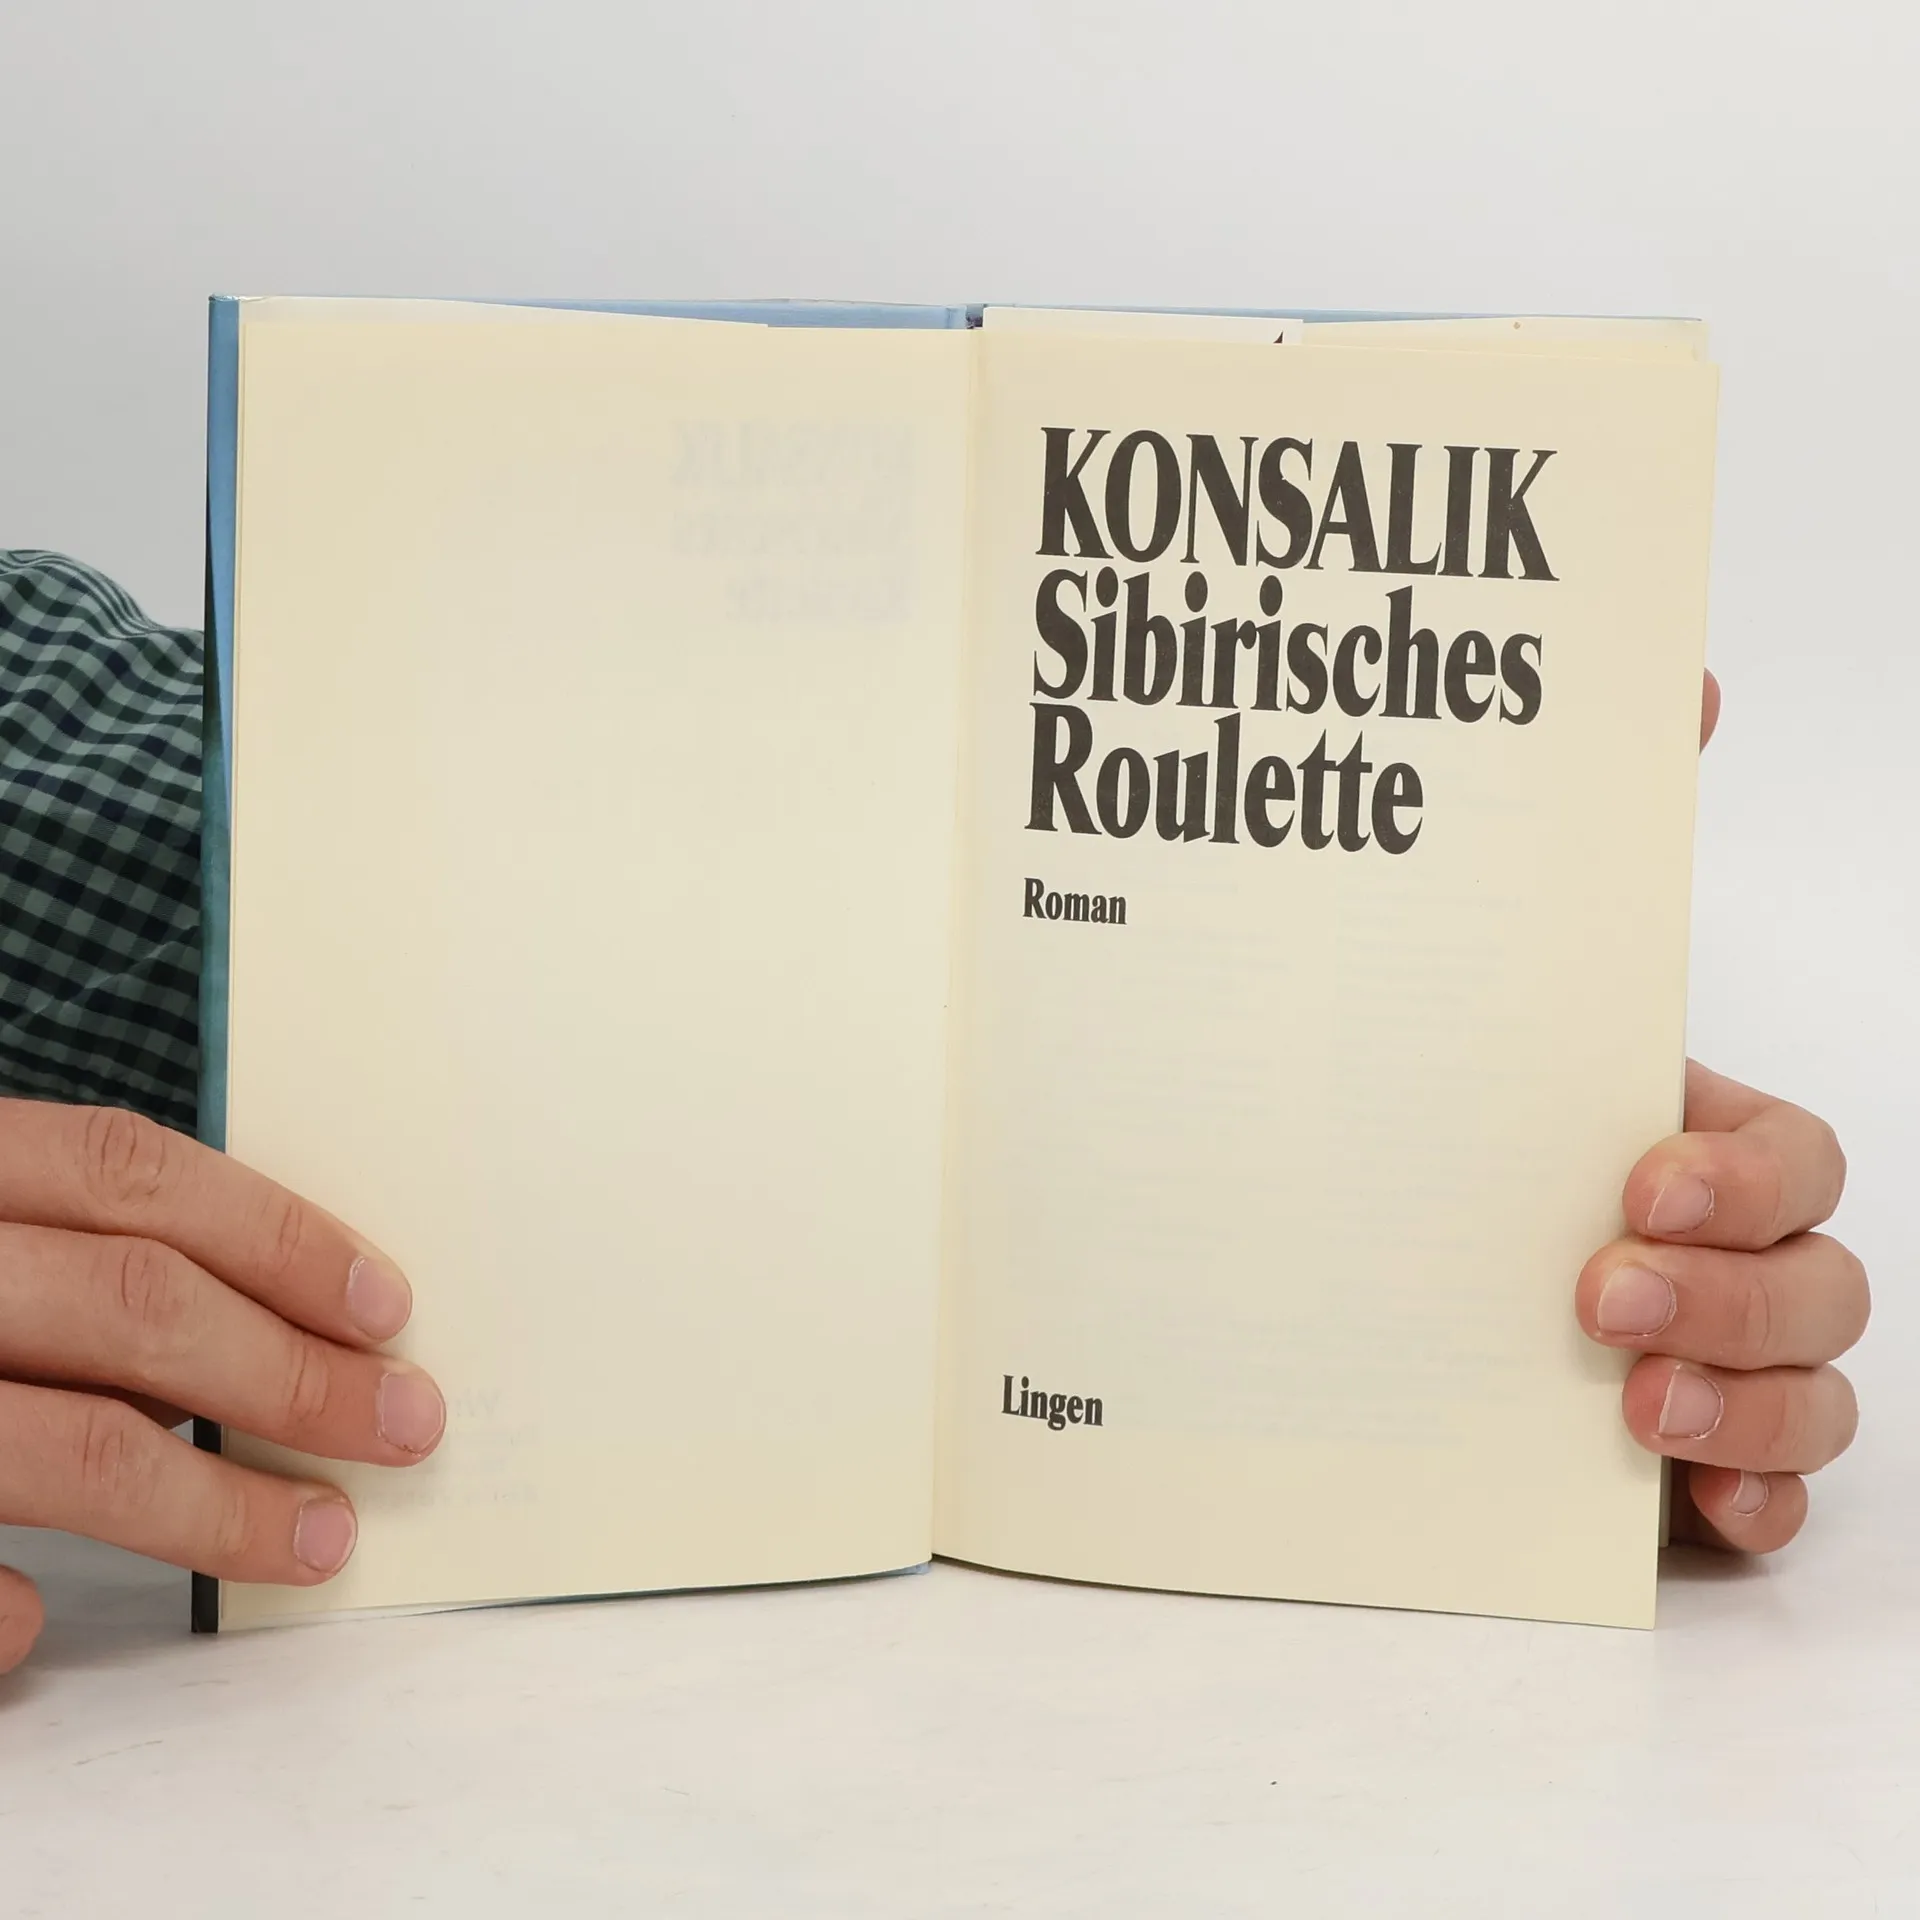 KONSALIK
Sibirisches
Roulette
Roman
Lingen